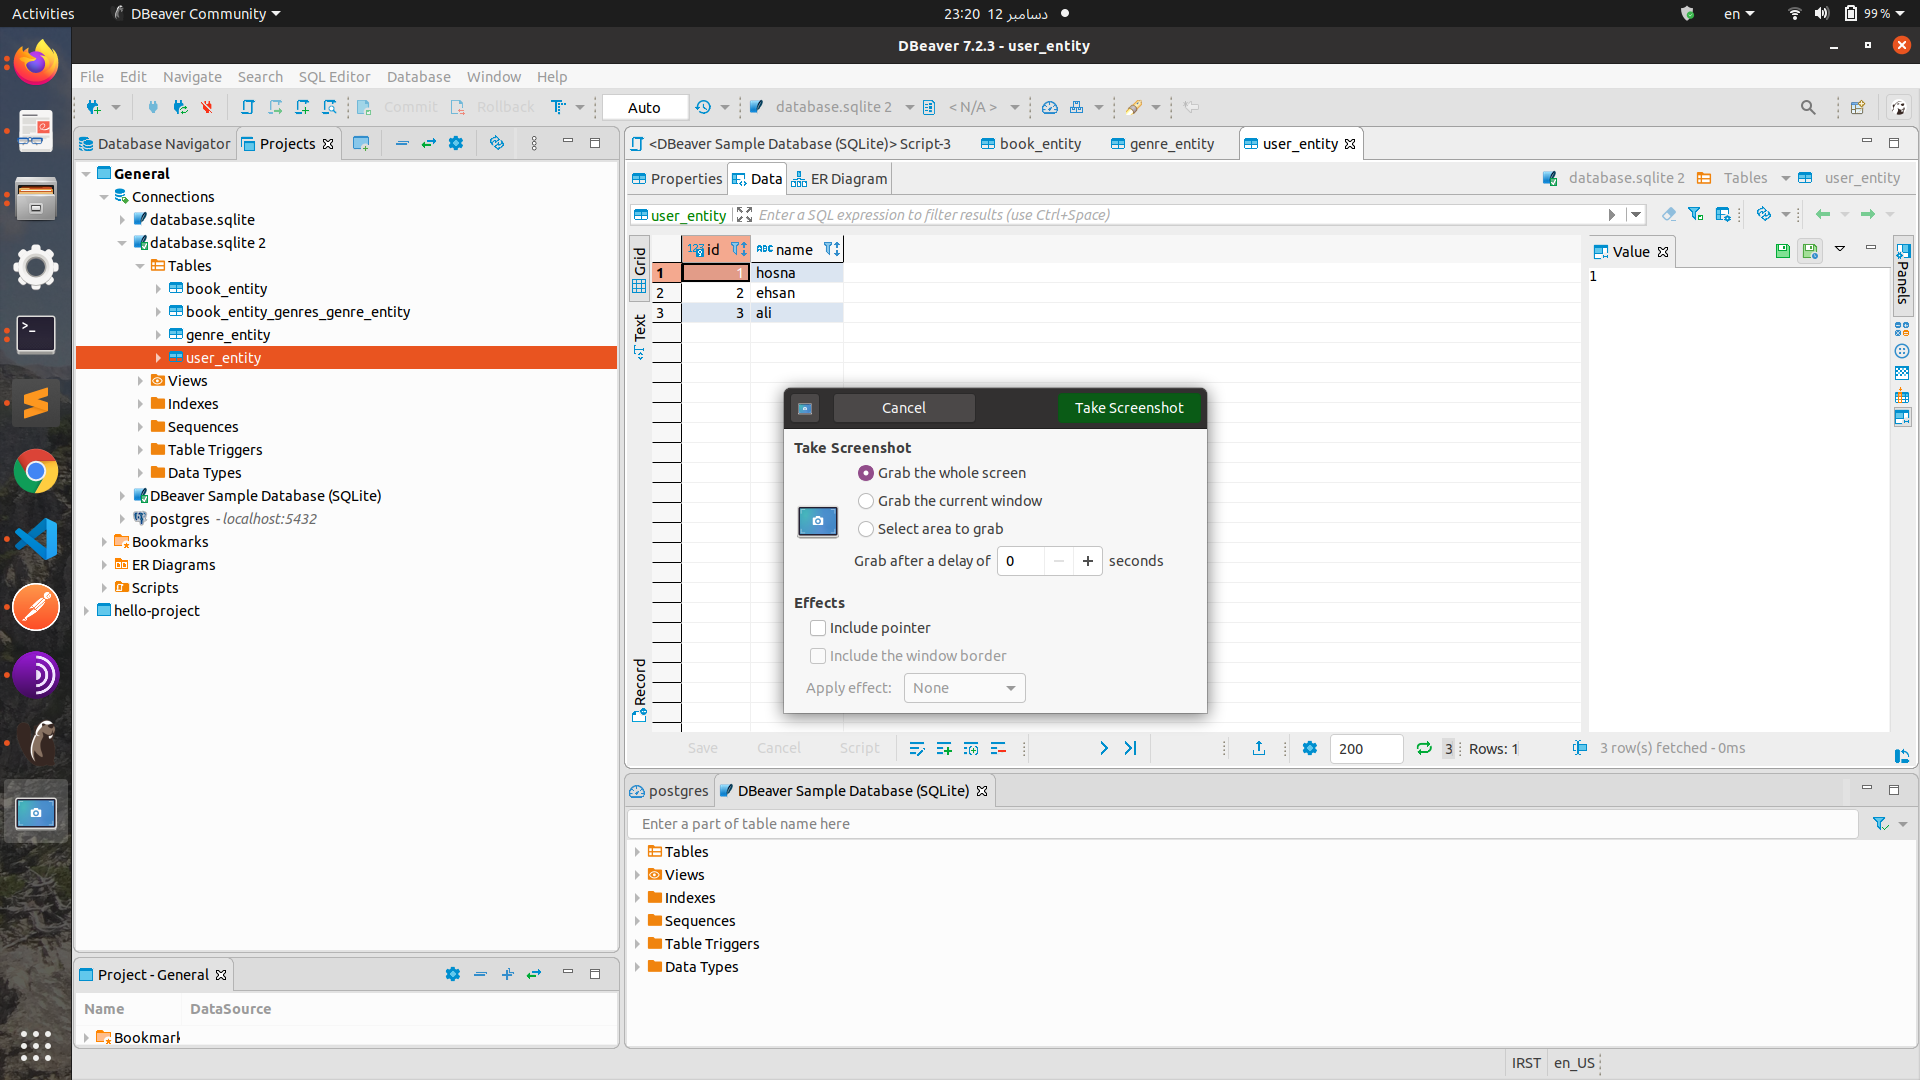 Activities
DBeaver Community
23:20 12 دسامبر
en
99 %
DBeaver 7.2.3 - user_entity
File Edit Navigate Search SQL Editor Database Window Help
Commit Rollback Auto database.sqlite 2 < N/A >
Database Navigator Projects
General
Connections
database.sqlite
database.sqlite 2
Tables
book_entity
book_entity_genres_genre_entity
genre_entity
user_entity
Views
Indexes
Sequences
Table Triggers
Data Types
DBeaver Sample Database (SQLite)
postgres - localhost:5432
Bookmarks
ER Diagrams
Scripts
hello-project
Project - General
Name DataSource
Bookmark
<DBeaver Sample Database (SQLite)> Script-3 book_entity genre_entity user_entity
Properties Data ER Diagram database.sqlite 2 Tables user_entity
user_entity Enter a SQL expression to filter results (use Ctrl+Space)
Grid
Text
Record
123 id ABC name
1 1 hosna
2 2 ehsan
3 3 ali
Value
1
Panels
Cancel Take Screenshot
Take Screenshot
Grab the whole screen
Grab the current window
Select area to grab
Grab after a delay of 0 seconds
Effects
Include pointer
Include the window border
Apply effect: None
Save Cancel Script 200 3 Rows: 1 3 row(s) fetched - 0ms
postgres DBeaver Sample Database (SQLite)
Enter a part of table name here
Tables
Views
Indexes
Sequences
Table Triggers
Data Types
IRST en_US